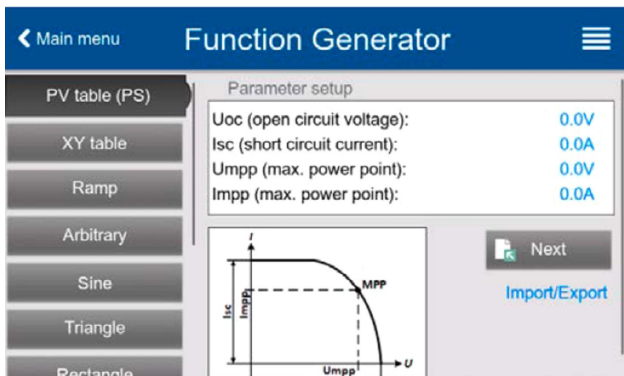 Main menu
Function Generator
PV table (PS)
XY table
Ramp
Arbitrary
Sine
Triangle
Rectangle
Parameter setup
Uoc (open circuit voltage): 0.0V
Isc (short circuit current): 0.0A
Umpp (max. power point): 0.0V
Impp (max. power point): 0.0A
I
MPP
Isc
Impp
Umpp
U
Next
Import/Export